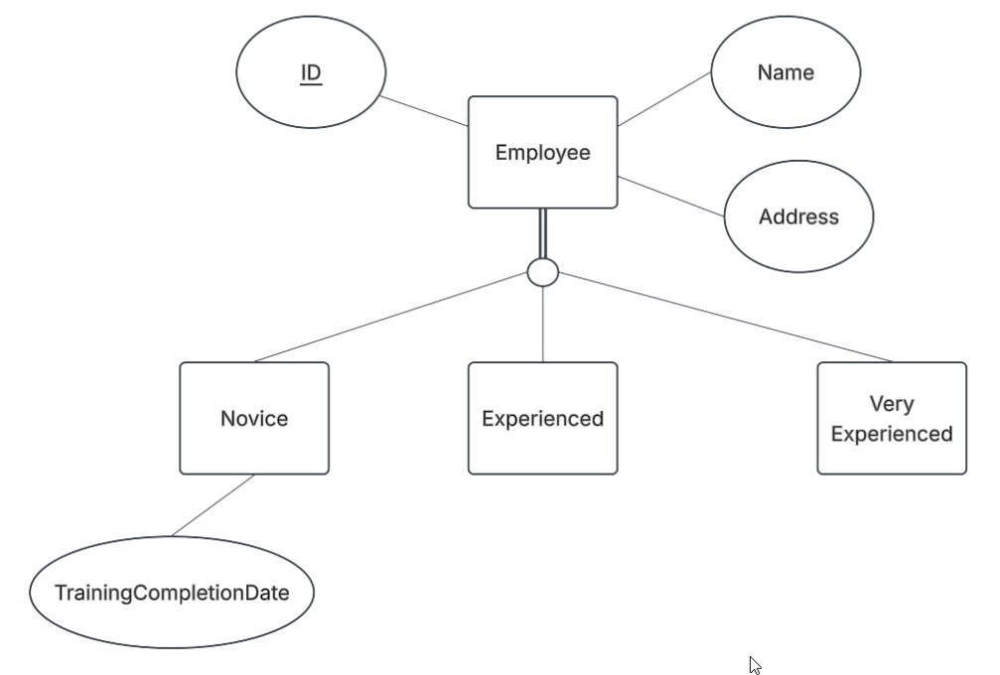 ID
Name
Employee
Address
Novice
Experienced
Very
Experienced
TrainingCompletionDate